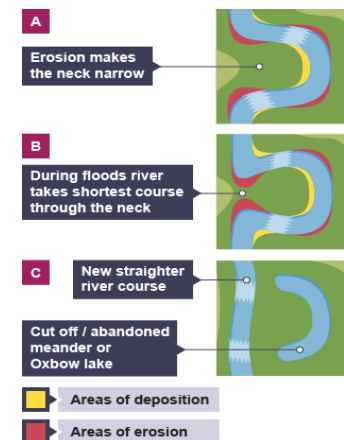 A
Erosion makes
the neck narrow
B
During floods river
takes shortest course
through the neck
C
New straighter
river course
Cut off / abandoned
meander or
Oxbow lake
Areas of deposition
Areas of erosion